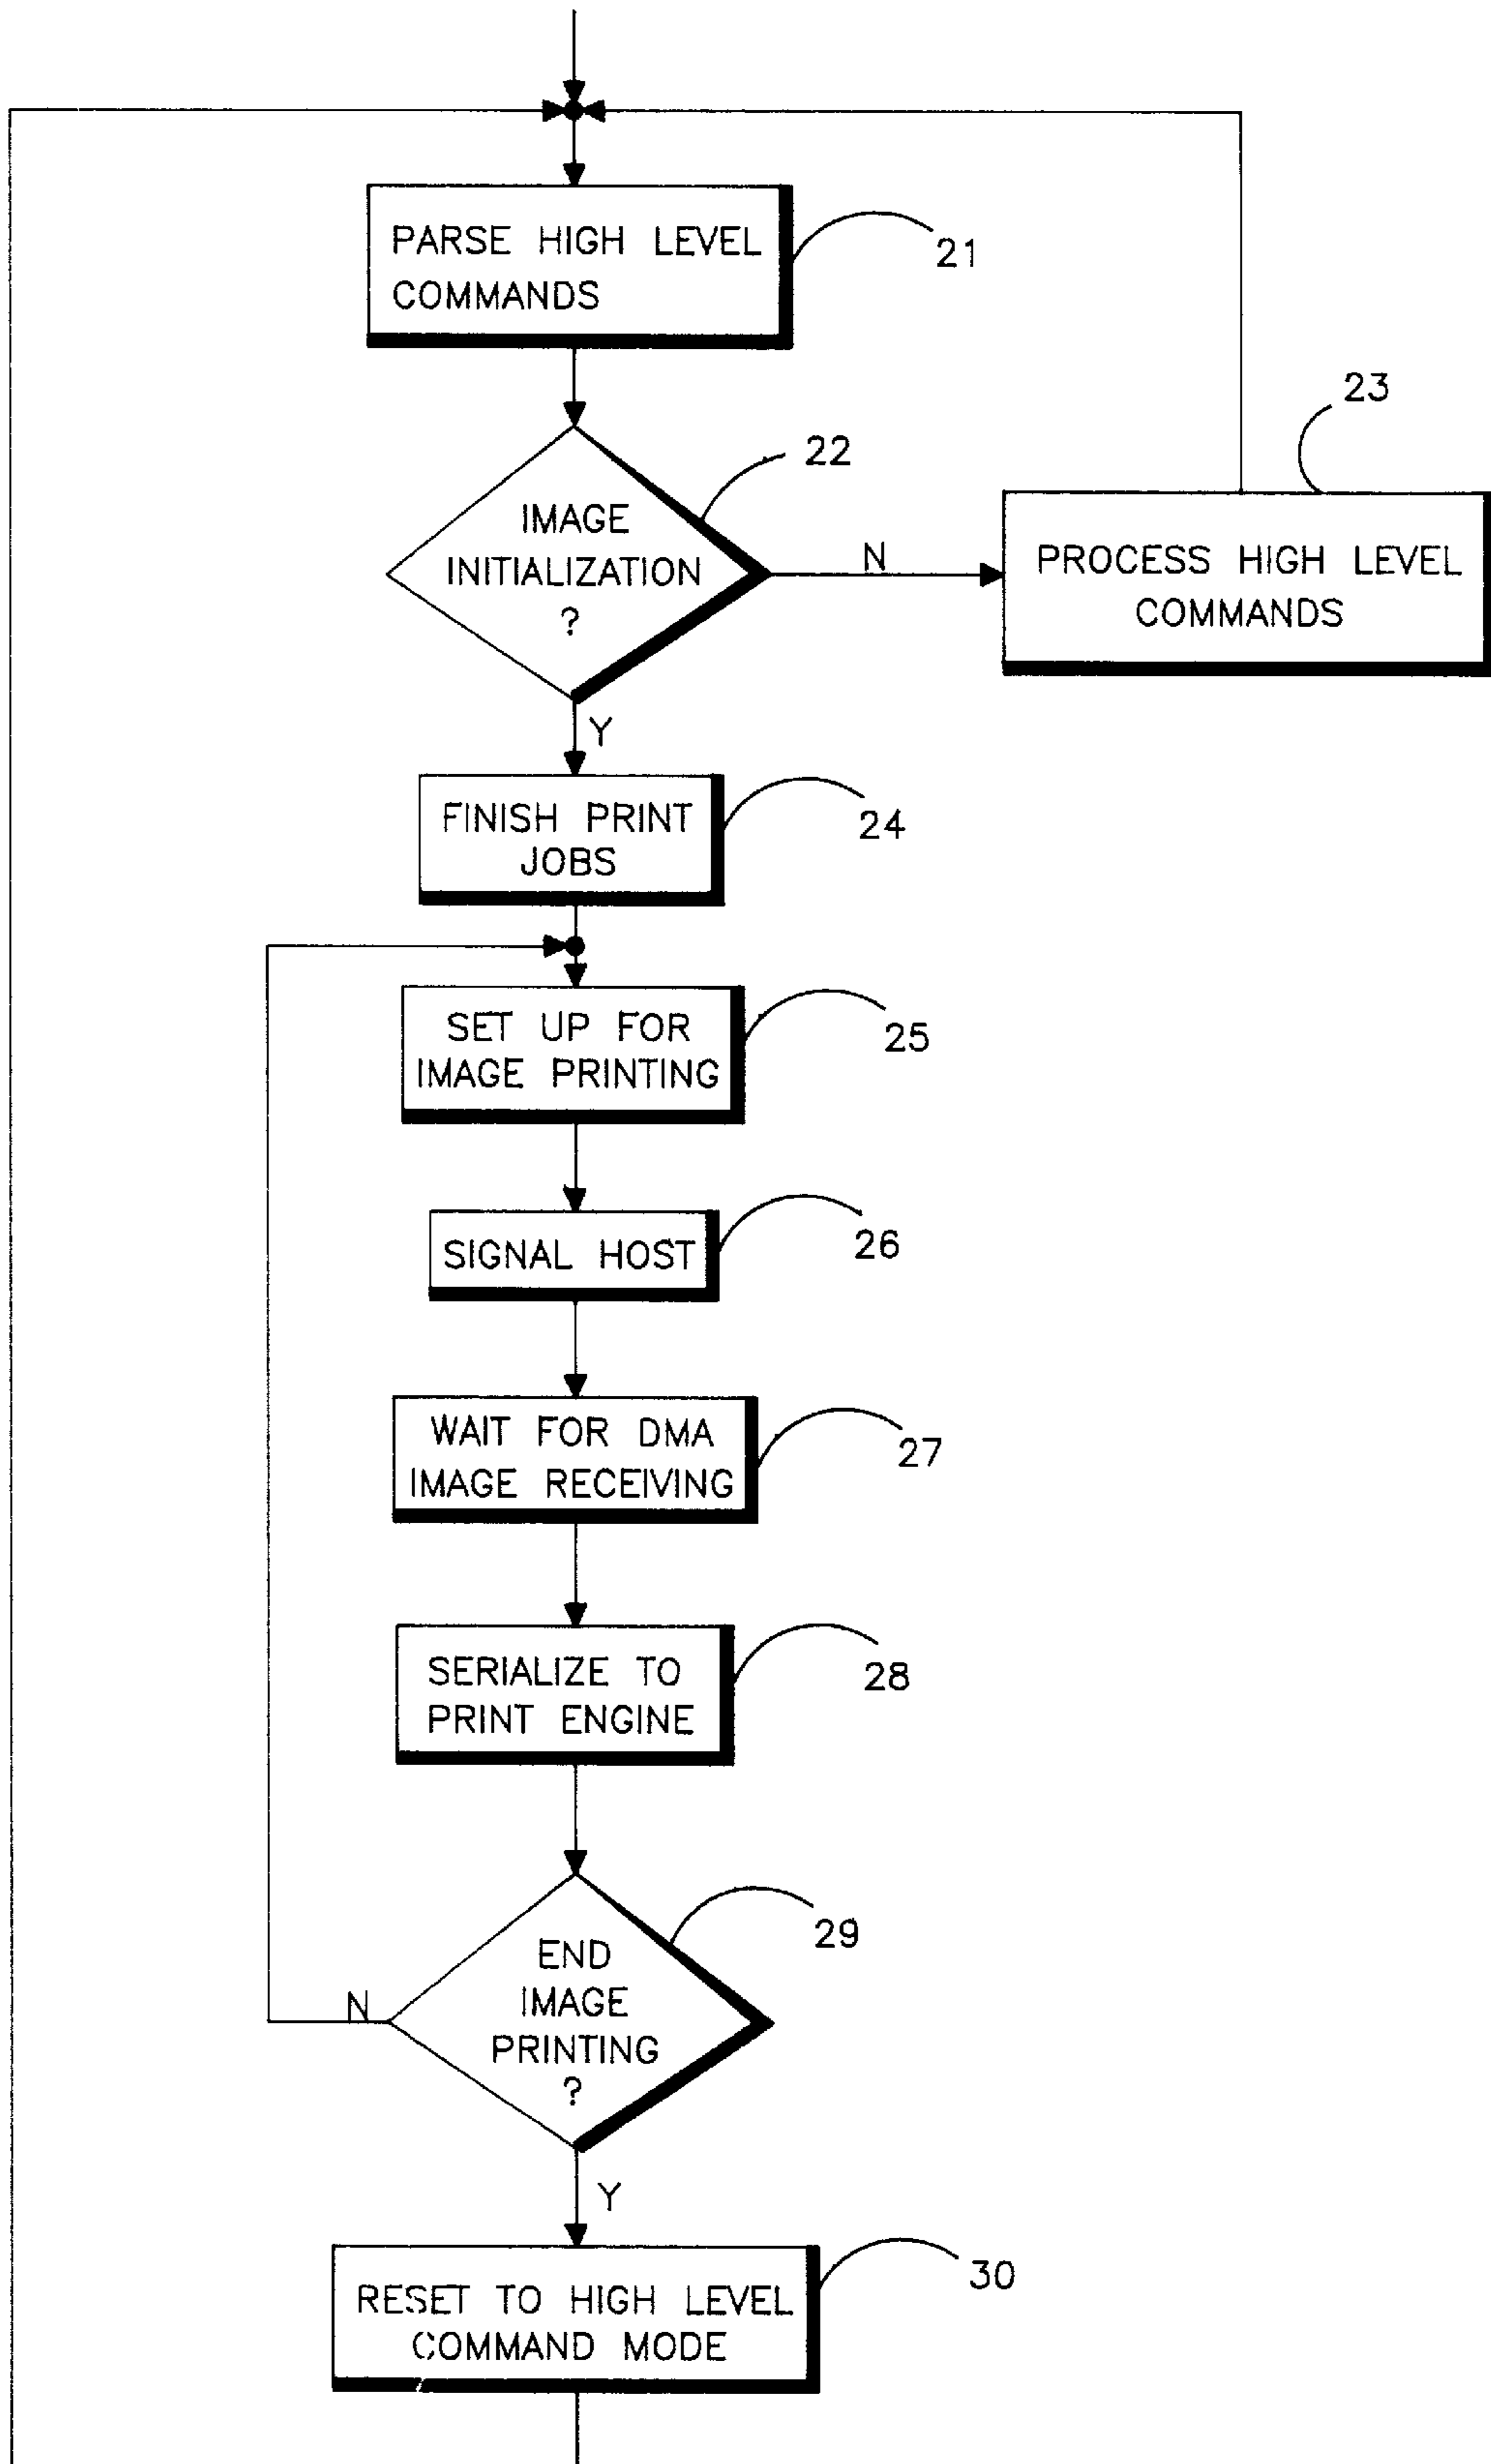 PARSE HIGH LEVEL
COMMANDS
21
IMAGE
INITIALIZATION
?
22
N
23
PROCESS HIGH LEVEL
COMMANDS
Y
FINISH PRINT
JOBS
24
SET UP FOR
IMAGE PRINTING
25
SIGNAL HOST
26
WAIT FOR DMA
IMAGE RECEIVING
27
SERIALIZE TO
PRINT ENGINE
28
END
IMAGE
PRINTING
?
29
N
Y
RESET TO HIGH LEVEL
COMMAND MODE
30